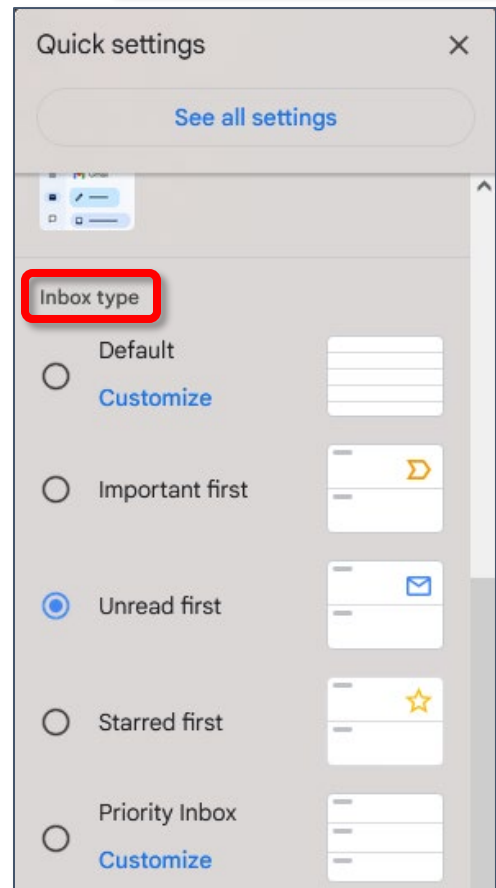 Quick settings
See all settings
Inbox type
Default
Customize
Important first
Unread first
Starred first
Priority Inbox
Customize